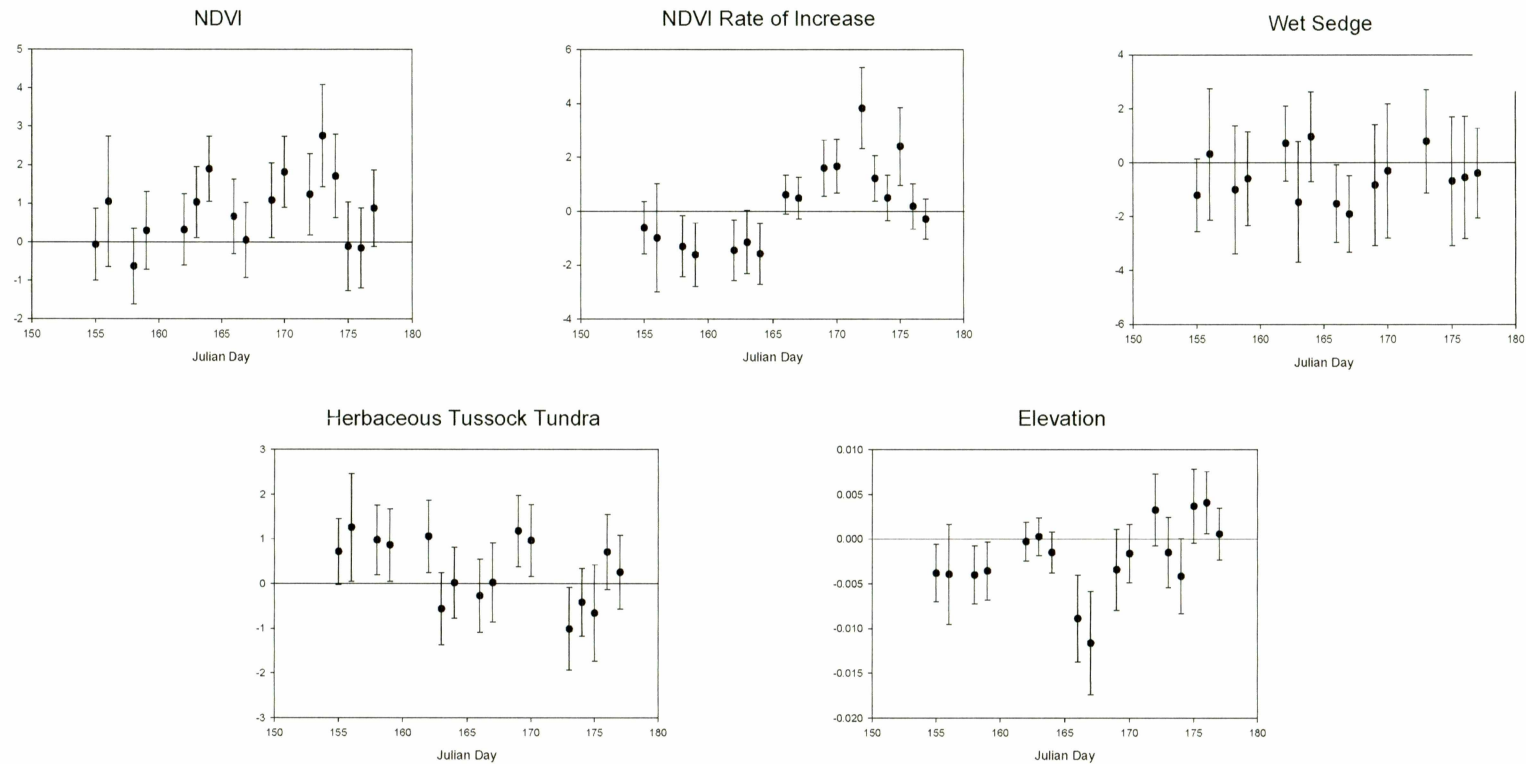 NDVI
5
4
3
2
1
0
-1
-2
150 155 160 165 170 175 180
Julian Day
NDVI Rate of Increase
6
4
2
0
-2
-4
150 155 160 165 170 175 180
Julian Day
Wet Sedge
4
2
0
-2
-4
-6
150 155 160 165 170 175 180
Julian Day
Herbaceous Tussock Tundra
3
2
1
0
-1
-2
-3
150 155 160 165 170 175 180
Julian Day
Elevation
0.010
0.005
0.000
-0.005
-0.010
-0.015
-0.020
150 155 160 165 170 175 180
Julian Day